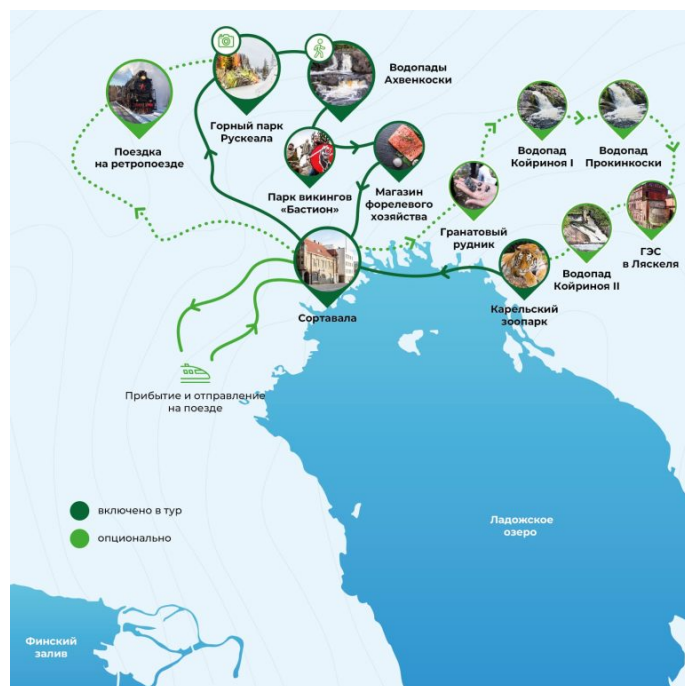 Водопады
Ахвенкоски
Горный парк
Рускеала
Поездка
на ретропоезде
Водопад
Койриноя I
Водопад
Прокинкоски
Парк викингов
«Бастион»
Магазин
форелевого
хозяйства
Гранатовый
рудник
ГЭС
в Ляскеля
Водопад
Койриноя II
Карельский
зоопарк
Сортавала
Прибытие и отправление
на поезде
включено в тур
опционально
Ладожское
озеро
Финский
залив